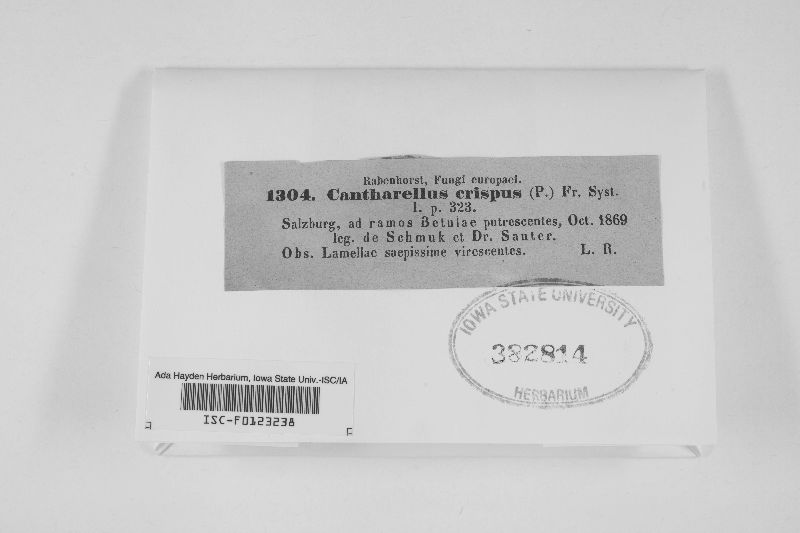 Rabenhorst, Fungi europaei.
1304. Cantharellus crispus (P.) Fr. Syst.
I. p. 323.
Salzburg, ad ramos Betulae putrescentes, Oct. 1869
leg. de Schmuk et Dr. Sauter.
Obs. Lamellae saepissime virescentes. L. R.
IOWA STATE UNIVERSITY
382814
HERBARIUM
Ada Hayden Herbarium, Iowa State Univ.-ISC/IA
ISC-F0123238